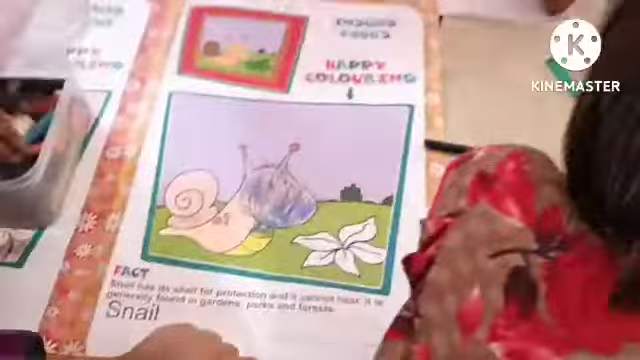 HAPPY
COLOURING
FACT
Snail has its shell for protection and it cannot hear. It is
generally found in gardens, parks and forests.
Snail
K
KINEMASTER